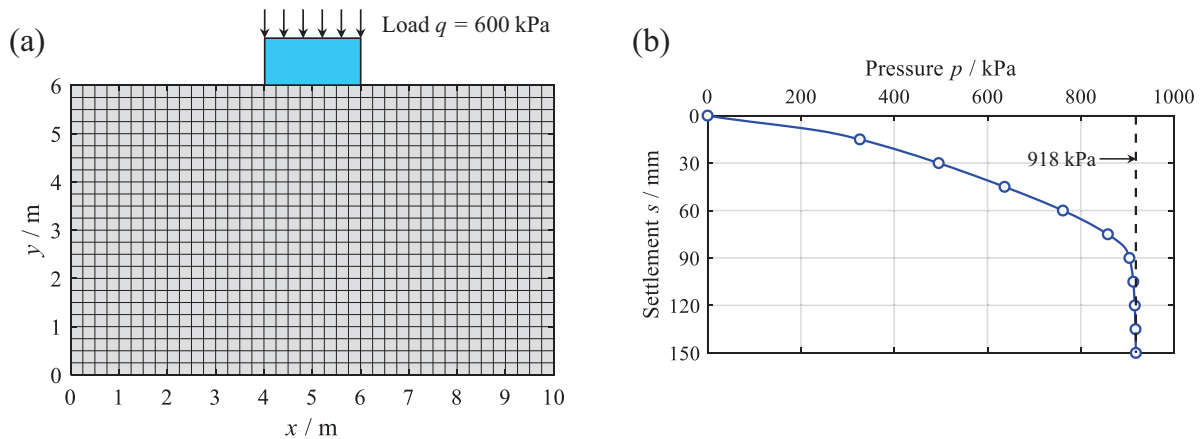 (a)
Load q = 600 kPa
y / m
6
5
4
3
2
1
0
0 1 2 3 4 5 6 7 8 9 10
x / m
(b)
Pressure p / kPa
0 200 400 600 800 1000
Settlement s / mm
0
30
60
90
120
150
918 kPa